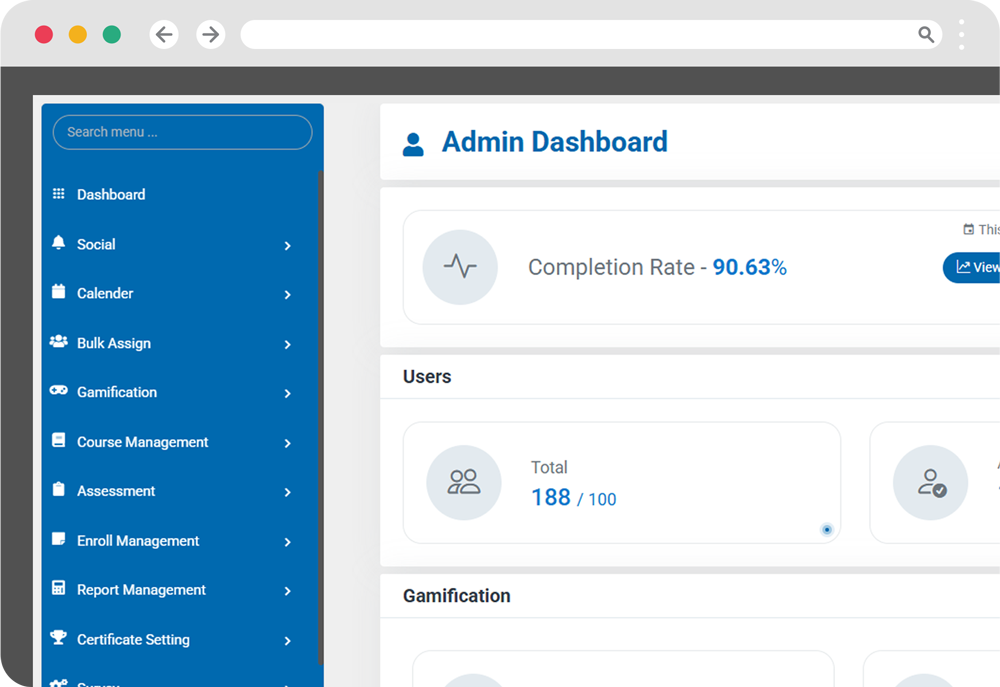 Search menu ...
Dashboard
Social
Calender
Bulk Assign
Gamification
Course Management
Assessment
Enroll Management
Report Management
Certificate Setting
Survey
Admin Dashboard
This
Completion Rate - 90.63%
View
Users
Total
188 / 100
Gamification